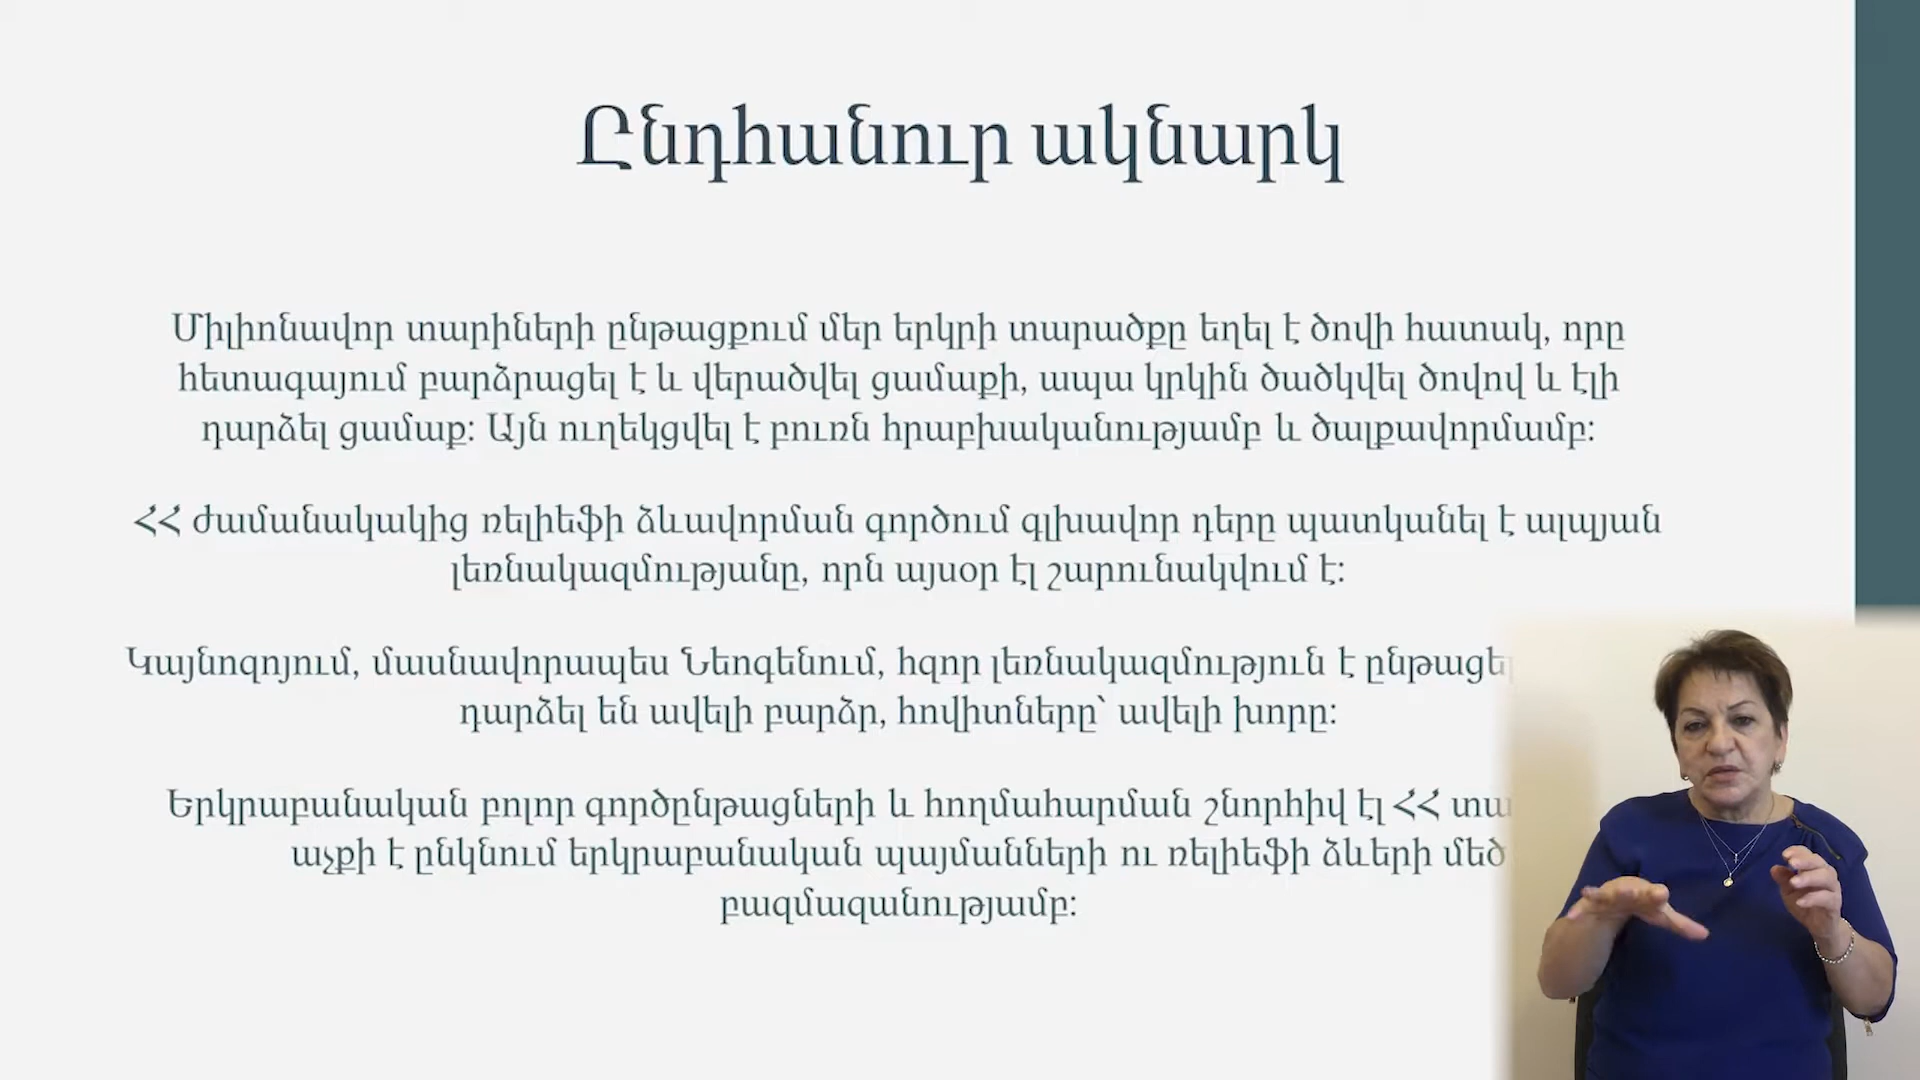 Ընդհանուր ակնարկ
Միլիոնավոր տարիների ընթացքում մեր երկրի տարածքը եղել է ծովի հատակ, որը
հետագայում բարձրացել է և վերածվել ցամաքի, ապա կրկին ծածկվել ծովով և էլի
դարձել ցամաք: Այն ուղեկցվել է բուռն հրաբխականությամբ և ծալքավորմամբ:
ՀՀ ժամանակակից ռելիեֆի ձևավորման գործում գլխավոր դերը պատկանել է ալպյան
լեռնակազմությանը, որն այսօր էլ շարունակվում է:
Կայնոզոյում, մասնավորապես Նեոգենում, հզոր լեռնակազմություն է
դարձել են ավելի բարձր, հովիտները՝ ավելի խորը:
Երկրաբանական բոլոր գործընթացների և հողմահարման շնորհիվ էլ ՀՀ
աչքի է ընկնում երկրաբանական պայմանների ու ռելիեֆի ձևերի մեծ
բազմազանությամբ: